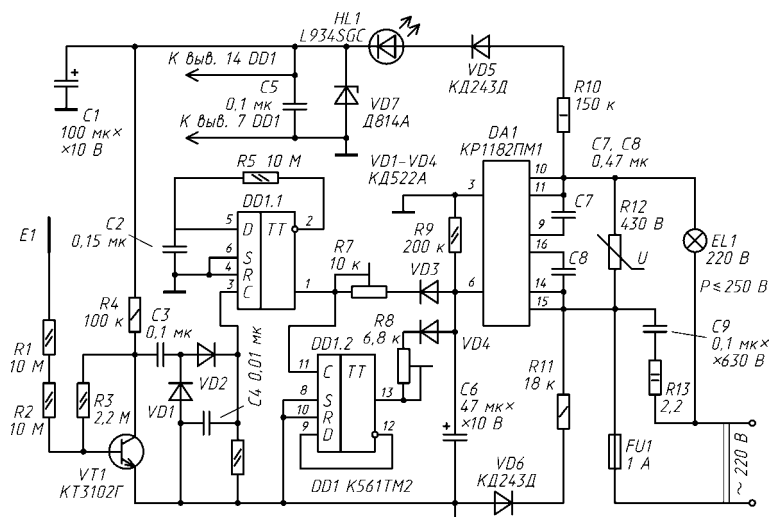 HL1
L934SGC
К выв. 14 DD1
C1
100 мк×
×10 В
C5
0,1 мк
К выв. 7 DD1
VD7
Д814А
VD5
КД243Д
R10
150 к
DA1
КР1182ПМ1
C7, C8
0,47 мк
VD1–VD4
КД522А
R5 10 М
DD1.1
5 D TT 2
6 S
4 R
3 C 1
C2
0,15 мк
E1
R4
100 к
C3
0,1 мк
R1
10 М
R2
10 М
R3
2,2 М
VD1
VD2
C4 0,01 мк
VT1
КТ3102Г
R7
10 к
VD3
R9
200 к
3
6
10
11
9
16
14
15
C7
C8
R12
430 В
U
EL1
220 В
P≤250 В
R8
6,8 к
VD4
DD1.2
11 C TT
8 S 13
10 R
9 D 12
DD1 К561ТМ2
C6
47 мк×
×10 В
VD6
КД243Д
R11
18 к
C9
0,1 мк×
×630 В
R13
2,2
FU1
1 А
~ 220 В